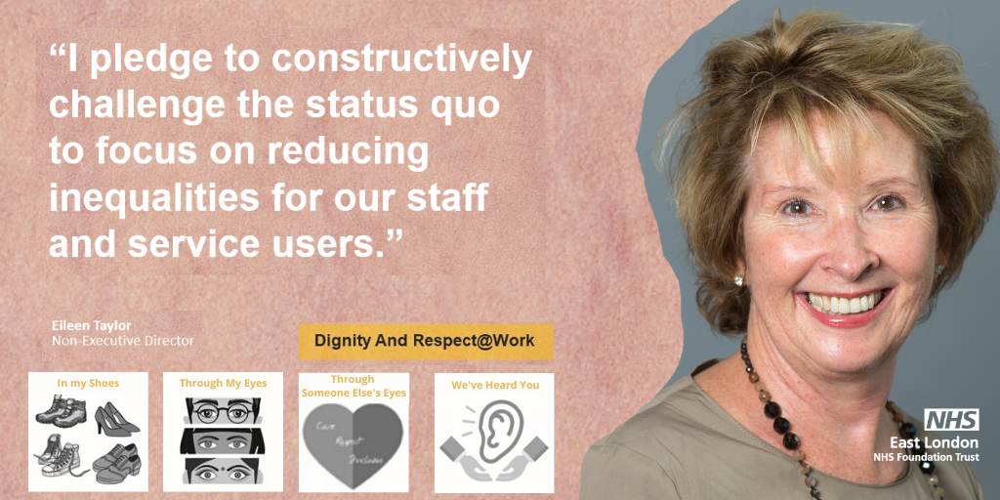 “I pledge to constructively
challenge the status quo
to focus on reducing
inequalities for our staff
and service users.”
Eileen Taylor
Non-Executive Director
Dignity And Respect@Work
In my Shoes
Through My Eyes
Through
Someone Else's Eyes
Care
Respect
Inclusion
We've Heard You
NHS
East London
NHS Foundation Trust